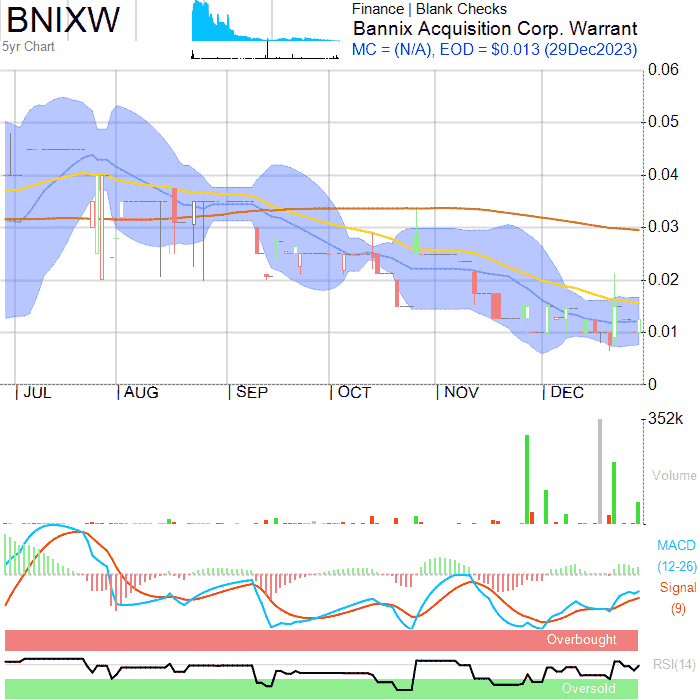 BNIXW
5yr Chart
Finance | Blank Checks
Bannix Acquisition Corp. Warrant
MC = (N/A), EOD = $0.013 (29Dec2023)
0.06
0.05
0.04
0.03
0.02
0.01
0
JUL AUG SEP OCT NOV DEC
352k
Volume
MACD
(12-26)
Signal
(9)
Overbought
RSI(14)
Oversold